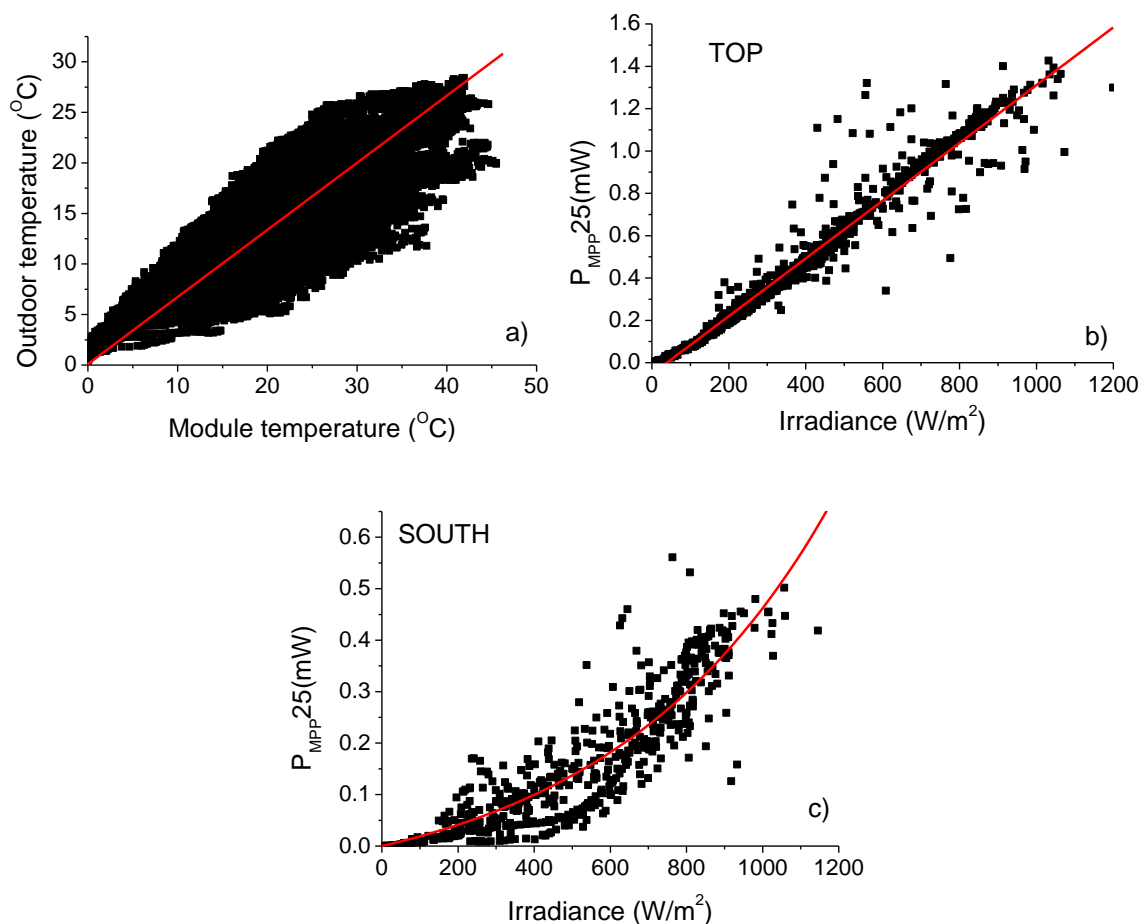 Outdoor temperature (°C)
30
25
20
15
10
5
0
0 10 20 30 40 50
Module temperature (°C)
a)
TOP
P_MPP25(mW)
1.6
1.4
1.2
1.0
0.8
0.6
0.4
0.2
0.0
0 200 400 600 800 1000 1200
Irradiance (W/m²)
b)
SOUTH
P_MPP25(mW)
0.6
0.5
0.4
0.3
0.2
0.1
0.0
0 200 400 600 800 1000 1200
Irradiance (W/m²)
c)